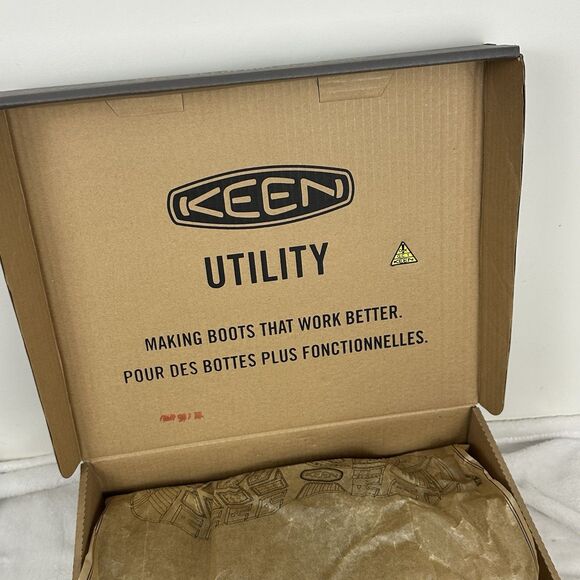 KEEN
UTILITY
MAKING BOOTS THAT WORK BETTER.
POUR DES BOTTES PLUS FONCTIONNELLES.